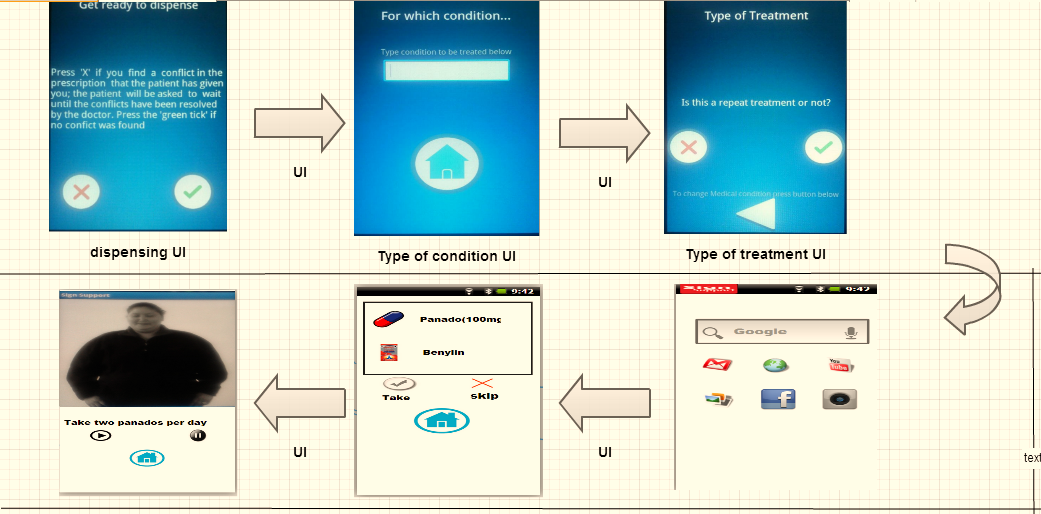 Get ready to dispense
Press 'X' if you find a conflict in the
prescription that the patient has given
you; the patient will be asked to wait
until the conflicts have been resolved
by the doctor. Press the 'green tick' if
no confict was found
dispensing UI
UI
For which condition...
Type condition to be treated below
Type of condition UI
UI
Type of Treatment
Is this a repeat treatment or not?
To change Medical condition press button below
Type of treatment UI
Sign Support
Take two panados per day
UI
9:42
Panado(100mg
Benylin
Take
skip
UI
9:42
Google
You
Tube
f
text